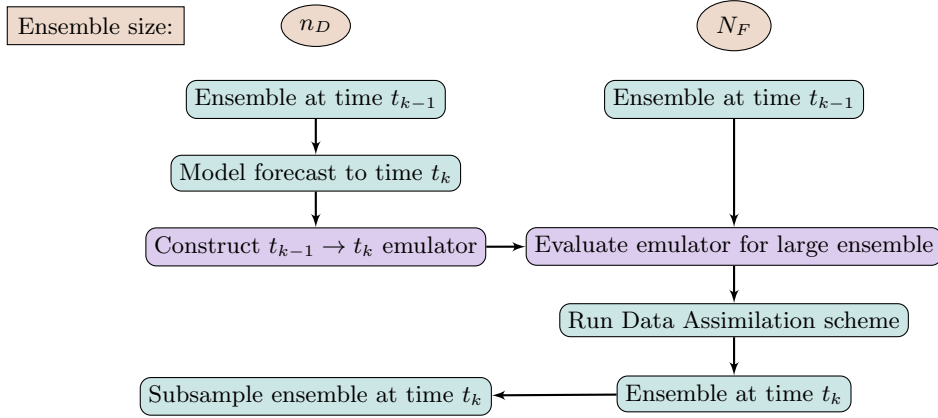 Ensemble size: n_D N_F
Ensemble at time t_{k−1} Ensemble at time t_{k−1}
Model forecast to time t_k
Construct t_{k−1} → t_k emulator Evaluate emulator for large ensemble
Run Data Assimilation scheme
Subsample ensemble at time t_k Ensemble at time t_k